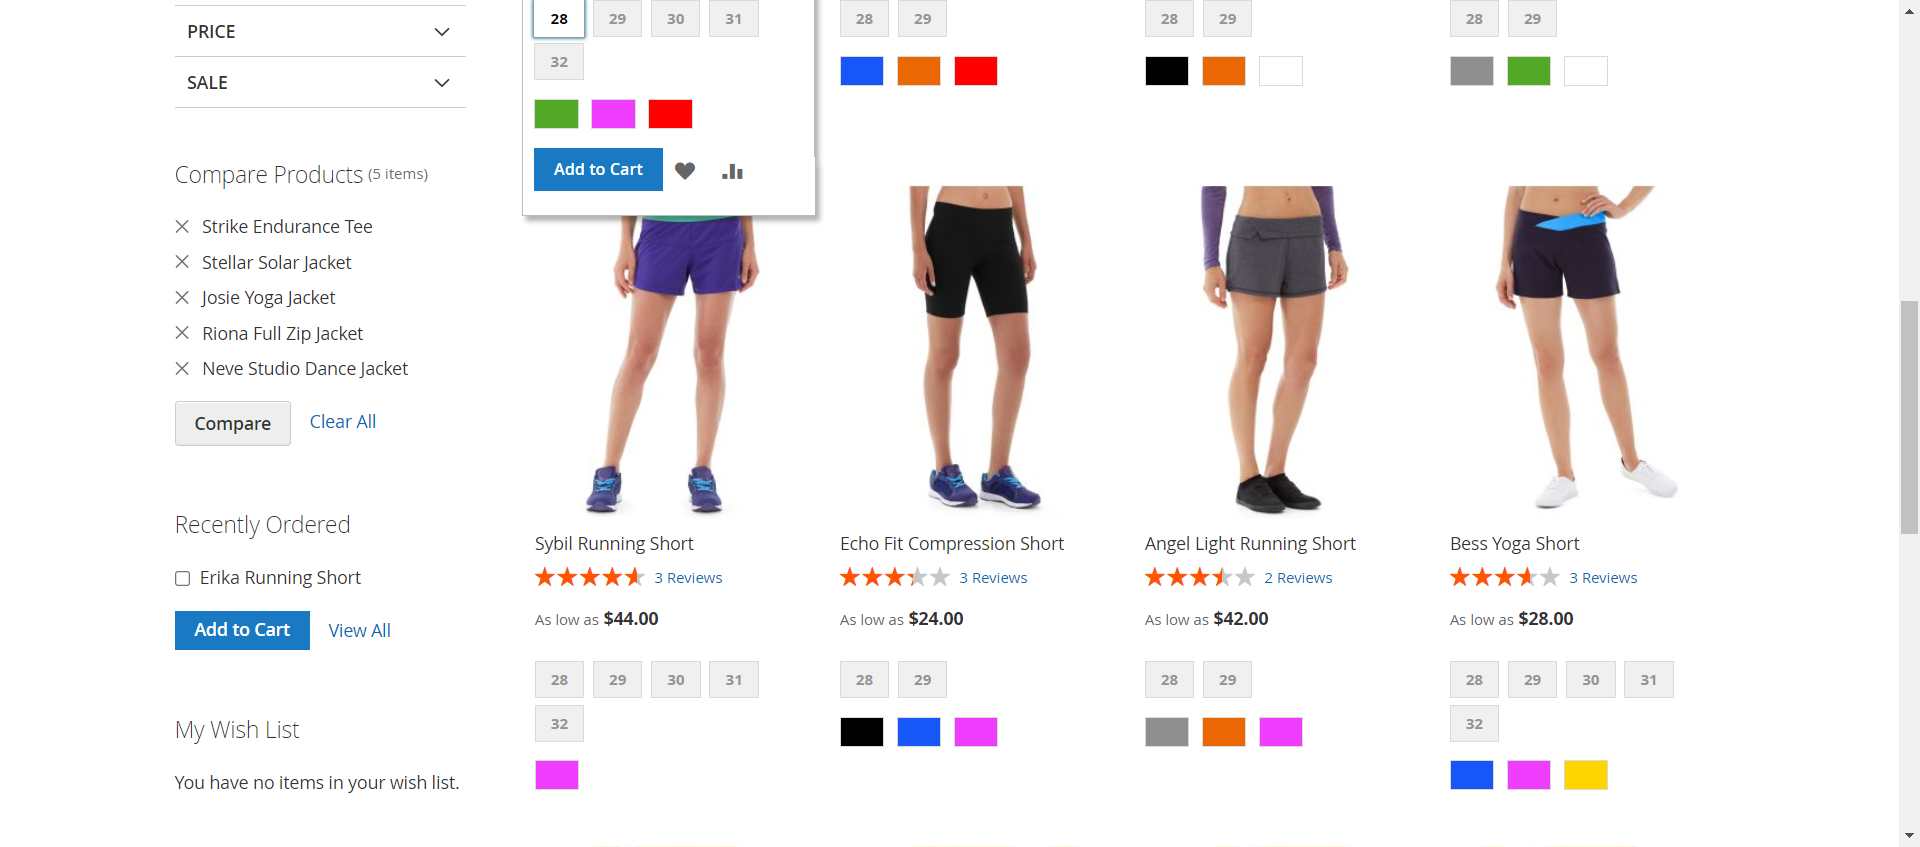 PRICE
SALE
Compare Products (5 items)
Strike Endurance Tee
Stellar Solar Jacket
Josie Yoga Jacket
Riona Full Zip Jacket
Neve Studio Dance Jacket
Compare Clear All
Recently Ordered
Erika Running Short
Add to Cart View All
My Wish List
You have no items in your wish list.
28 29 30 31
32
Add to Cart
28 29
28 29
28 29
Sybil Running Short
3 Reviews
As low as $44.00
28 29 30 31
32
Echo Fit Compression Short
3 Reviews
As low as $24.00
28 29
Angel Light Running Short
2 Reviews
As low as $42.00
28 29
Bess Yoga Short
3 Reviews
As low as $28.00
28 29 30 31
32